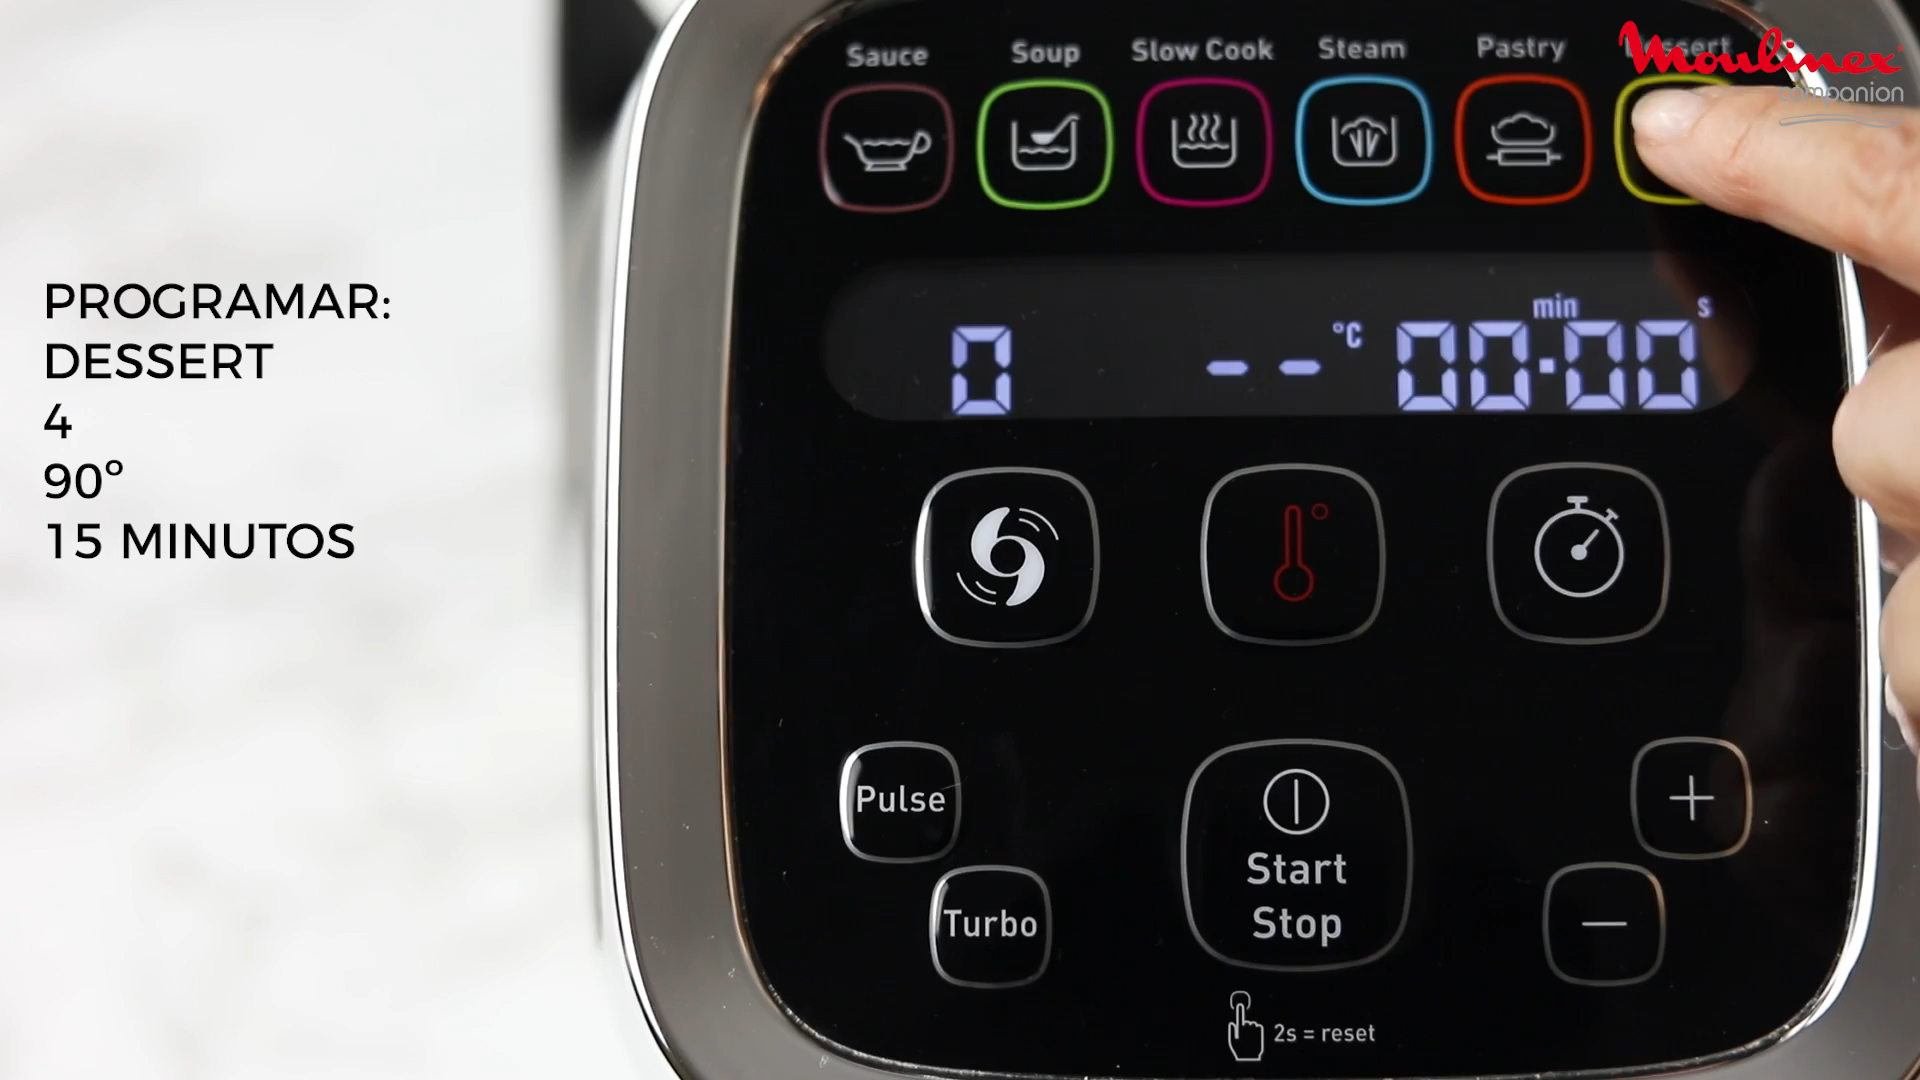 Sauce
Soup
Slow Cook
Steam
Pastry
Moulinex
companion
PROGRAMAR:
DESSERT
4
90°
15 MINUTOS
min
s
0
-- °C
00:00
Pulse
Turbo
Start
Stop
+
−
2s = reset